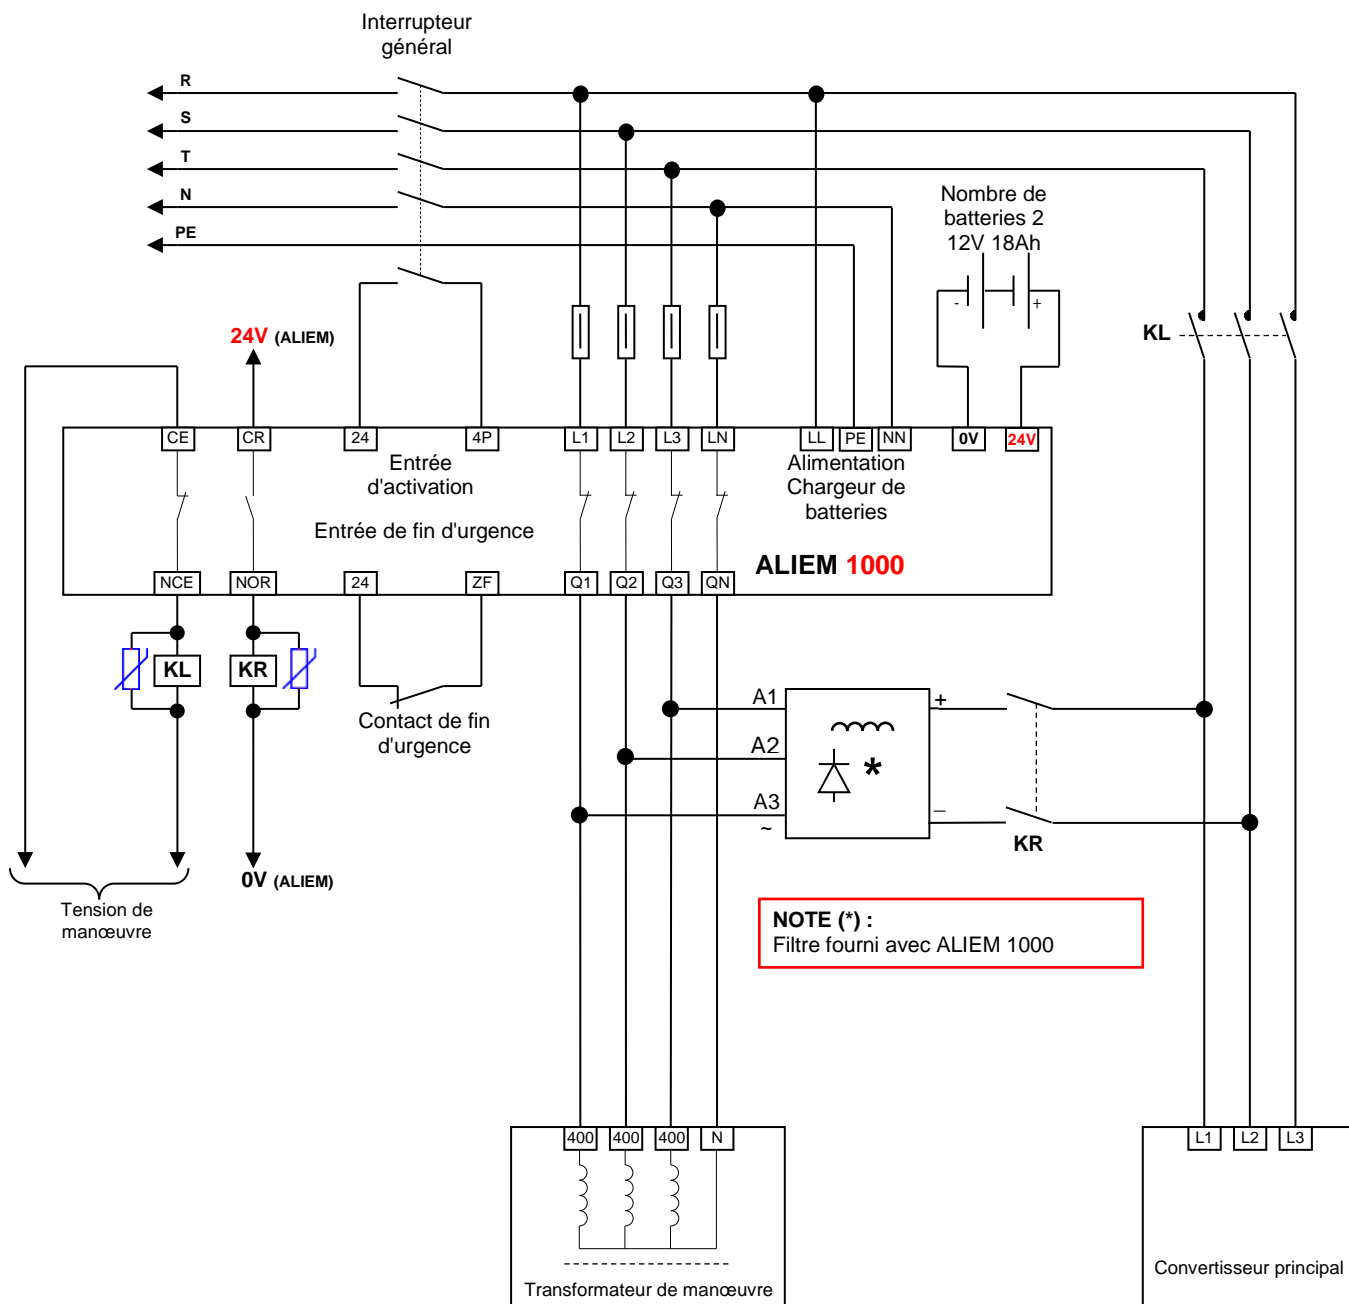 Interrupteur
général
R
S
T
N
PE
Nombre de
batteries 2
12V 18Ah
- +
24V (ALIEM)
KL
CE CR 24 4P L1 L2 L3 LN LL PE NN 0V 24V
Entrée
d'activation
Alimentation
Chargeur de
batteries
Entrée de fin d'urgence
ALIEM 1000
NCE NOR 24 ZF Q1 Q2 Q3 QN
KL KR
Contact de fin
d'urgence
A1 +
A2
*
A3 _
~
KR
0V (ALIEM)
Tension de
manœuvre
NOTE (*) :
Filtre fourni avec ALIEM 1000
400 400 400 N L1 L2 L3
Transformateur de manœuvre
Convertisseur principal